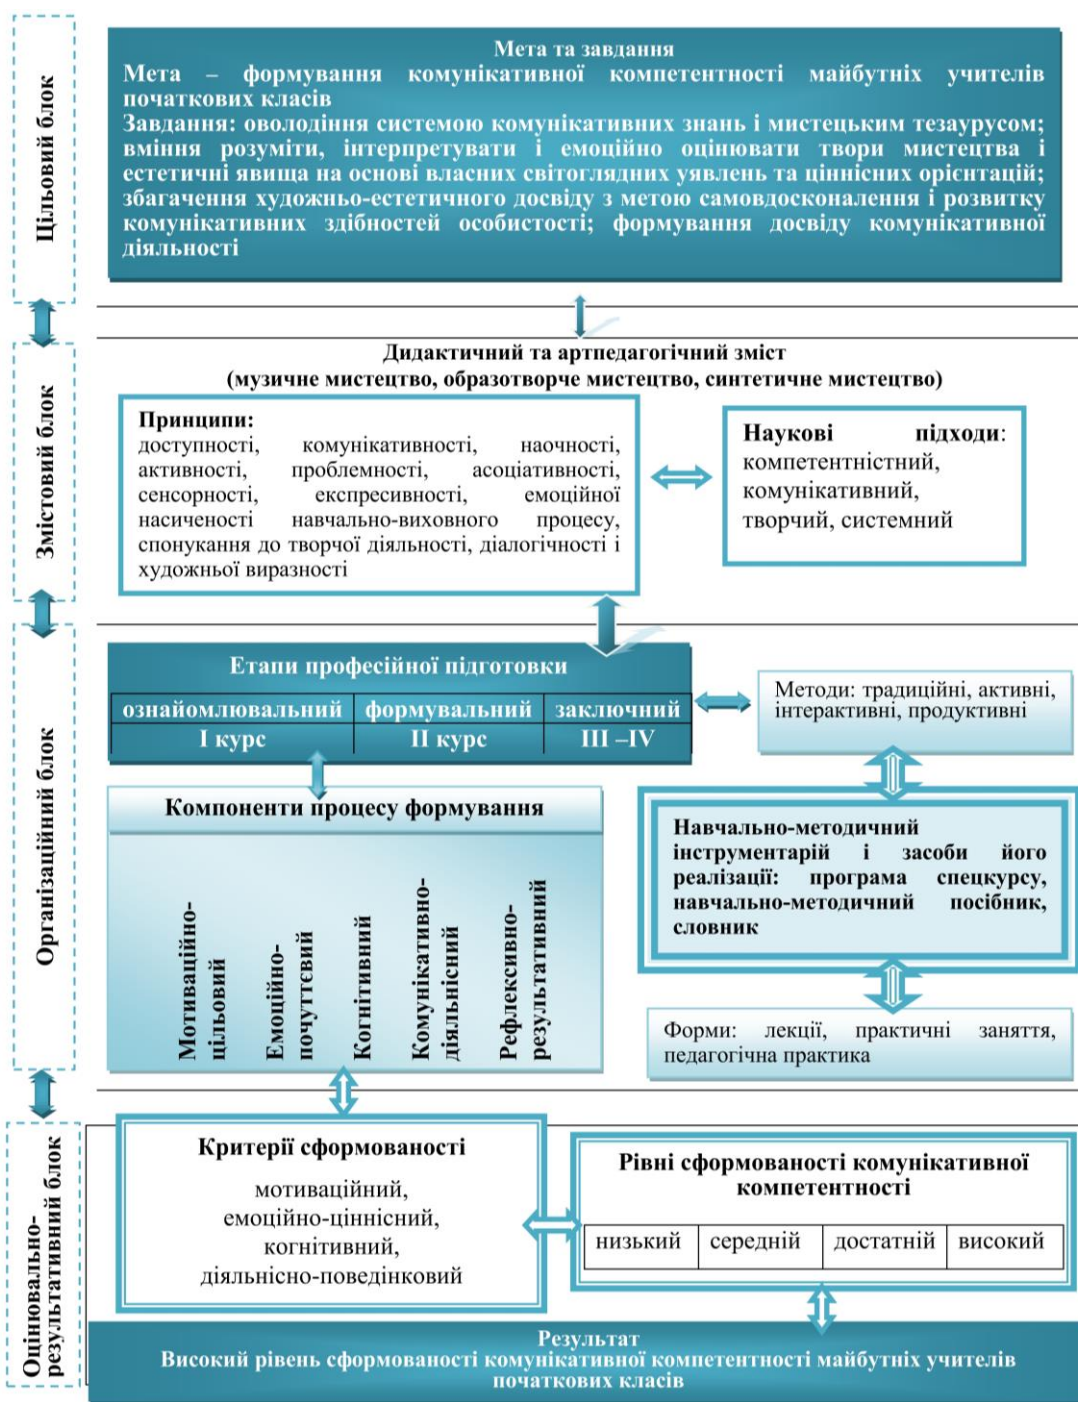 Цільовий блок
Мета та завдання
Мета – формування комунікативної компетентності майбутніх учителів
початкових класів
Завдання: оволодіння системою комунікативних знань і мистецьким тезаурусом;
вміння розуміти, інтерпретувати і емоційно оцінювати твори мистецтва і
естетичні явища на основі власних світоглядних уявлень та ціннісних орієнтацій;
збагачення художньо-естетичного досвіду з метою самовдосконалення і розвитку
комунікативних здібностей особистості; формування досвіду комунікативної
діяльності
Змістовий блок
Дидактичний та артпедагогічний зміст
(музичне мистецтво, образотворче мистецтво, синтетичне мистецтво)
Принципи:
доступності, комунікативності, наочності,
активності, проблемності, асоціативності,
сенсорності, експресивності, емоційної
насиченості навчально-виховного процесу,
спонукання до творчої діяльності, діалогічності і
художньої виразності
Наукові підходи:
компетентністний,
комунікативний,
творчий, системний
Організаційний блок
Етапи професійної підготовки
ознайомлювальний формувальний заключний
І курс ІІ курс ІІІ –ІV
Методи: традиційні, активні,
інтерактивні, продуктивні
Компоненти процесу формування
Мотиваційно-
цільовий
Емоційно-
почуттєвий
Когнітивний
Комунікативно-
діяльнісний
Рефлексивно-
результативний
Навчально-методичний
інструментарій і засоби його
реалізації: програма спецкурсу,
навчально-методичний посібник,
словник
Форми: лекції, практичні заняття,
педагогічна практика
Оцінювально-
результативний блок
Критерії сформованості
мотиваційний,
емоційно-ціннісний,
когнітивний,
діяльнісно-поведінковий
Рівні сформованості комунікативної
компетентності
низький середній достатній високий
Результат
Високий рівень сформованості комунікативної компетентності майбутніх учителів
початкових класів